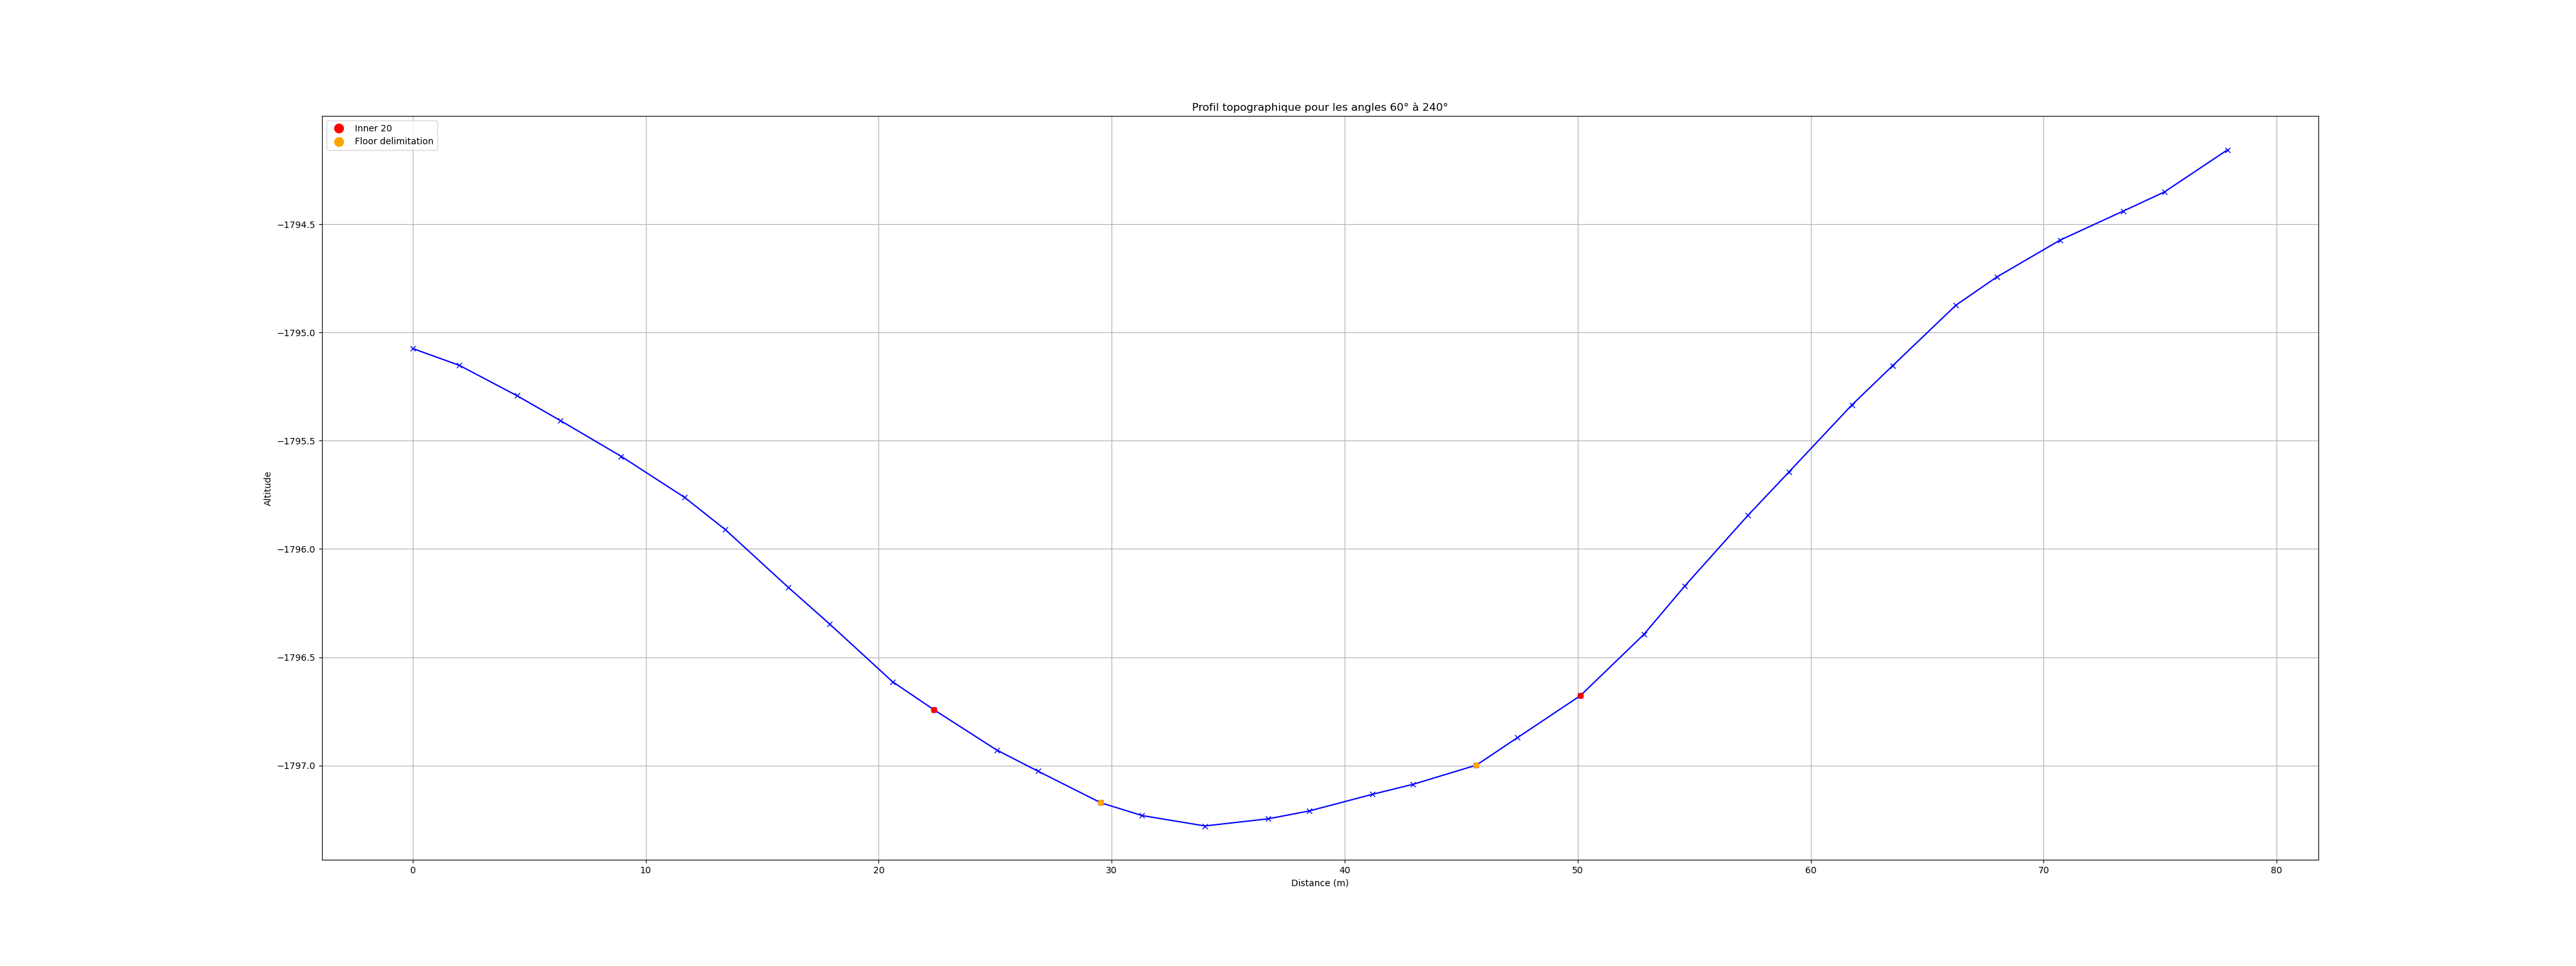 Profil topographique pour les angles 60° à 240°
Inner 20
Floor delimitation
−1794.5
−1795.0
−1795.5
−1796.0
−1796.5
−1797.0
Altitude
0 10 20 30 40 50 60 70 80
Distance (m)